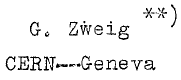 G. Zweig **)
CERN---Geneva